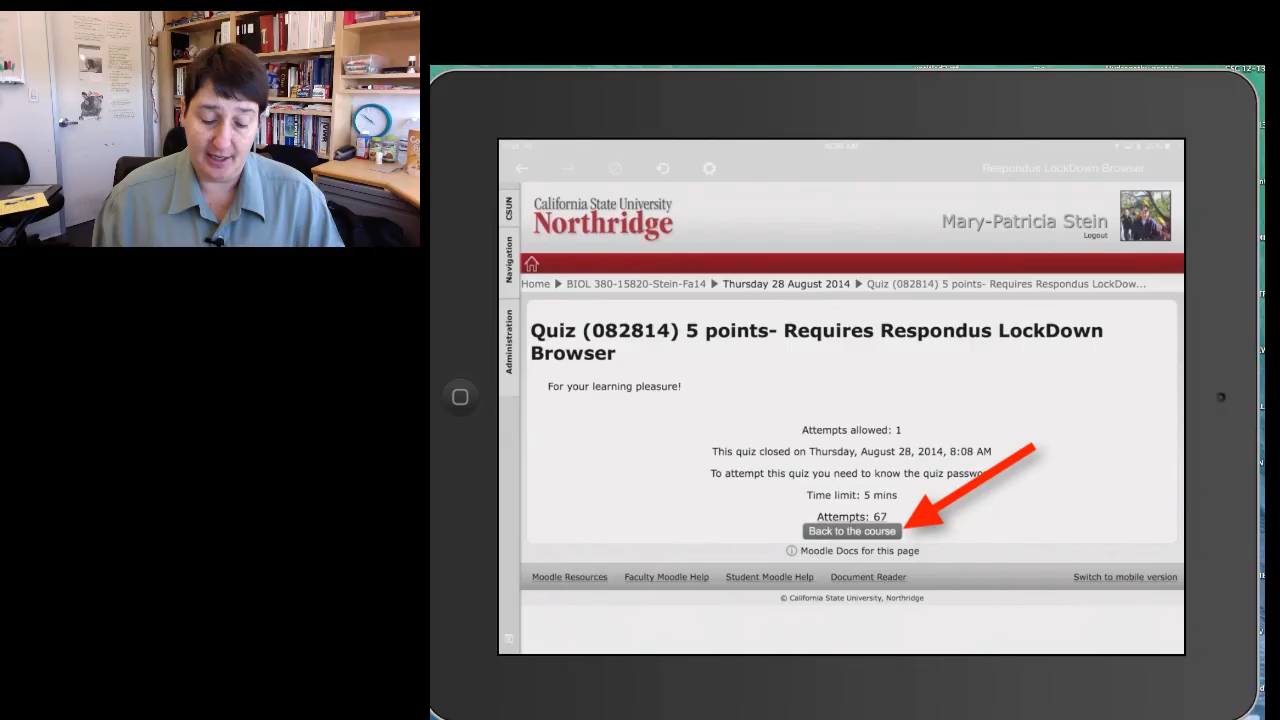 Respondus LockDown Browser
CSUN
Navigation
Administration
California State University
Northridge
Mary-Patricia Stein
Logout
Home ▶ BIOL 380-15820-Stein-Fa14 ▶ Thursday 28 August 2014 ▶ Quiz (082814) 5 points- Requires Respondus LockDow...
Quiz (082814) 5 points- Requires Respondus LockDown
Browser
For your learning pleasure!
Attempts allowed: 1
This quiz closed on Thursday, August 28, 2014, 8:08 AM
To attempt this quiz you need to know the quiz
Time limit: 5 mins
Attempts: 67
Back to the course
Moodle Docs for this page
Moodle Resources Faculty Moodle Help Student Moodle Help Document Reader Switch to mobile version
© California State University, Northridge